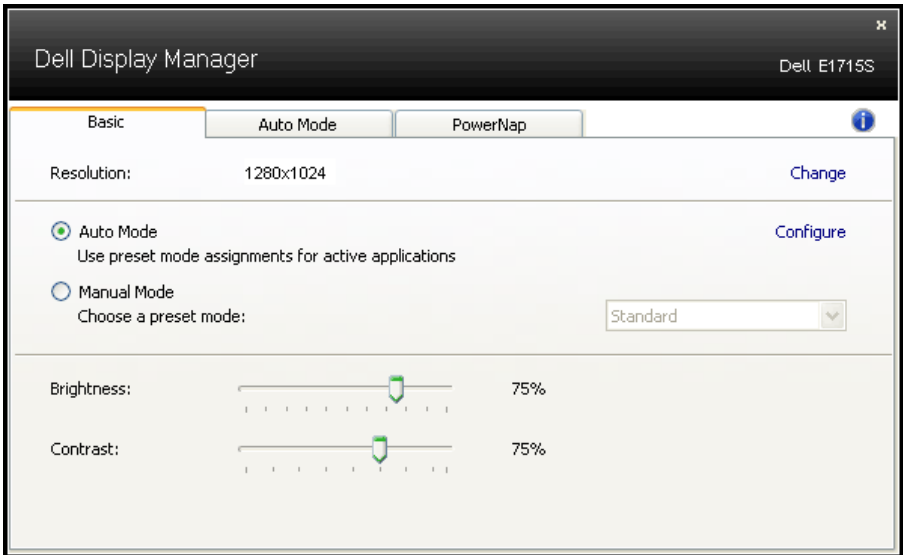 x
Dell Display Manager
Dell E1715S
Basic Auto Mode PowerNap i
Resolution: 1280x1024 Change
Auto Mode Configure
Use preset mode assignments for active applications
Manual Mode
Choose a preset mode: Standard
Brightness: 75%
Contrast: 75%